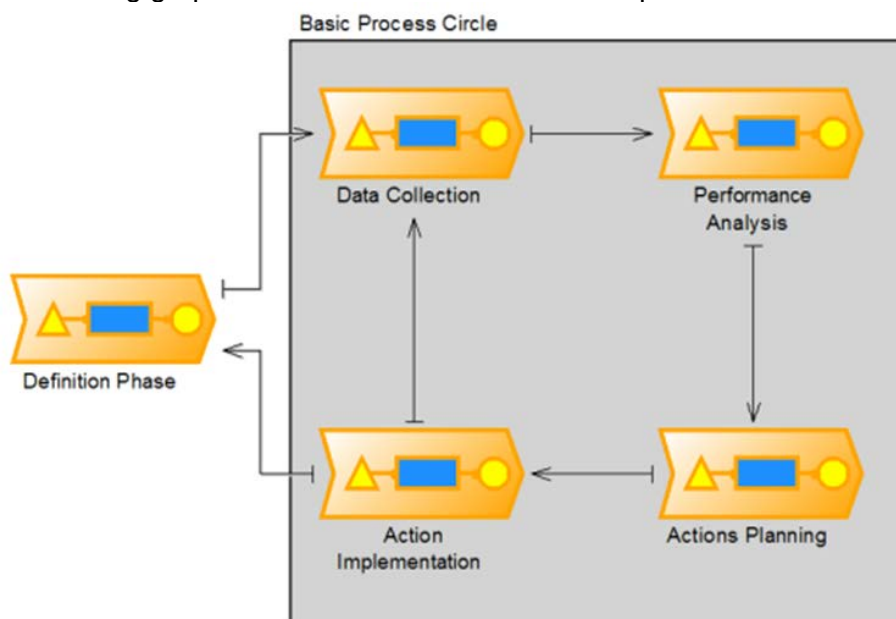 Basic Process Circle
Data Collection
Performance
Analysis
Definition Phase
Action
Implementation
Actions Planning